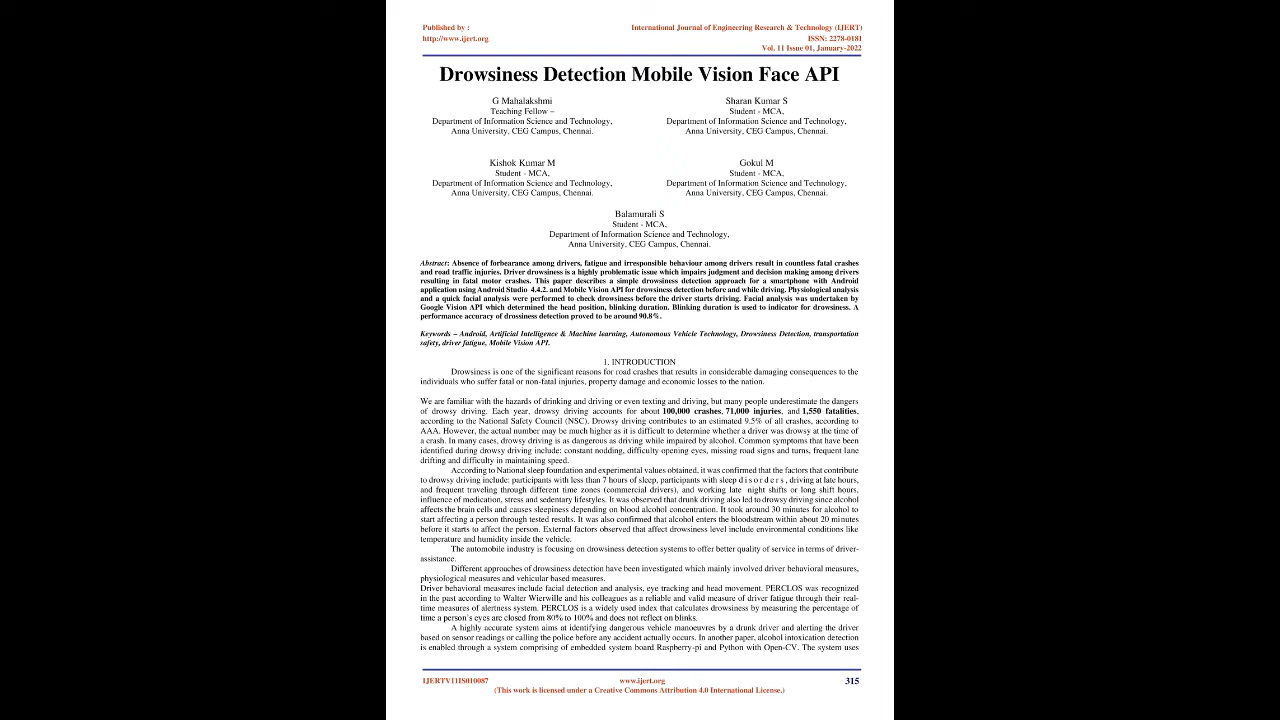 Published by :
http://www.ijert.org
International Journal of Engineering Research & Technology (IJERT)
ISSN: 2278-0181
Vol. 11 Issue 01, January-2022
Drowsiness Detection Mobile Vision Face API
G Mahalakshmi
Teaching Fellow –
Department of Information Science and Technology,
Anna University, CEG Campus, Chennai.
Sharan Kumar S
Student - MCA,
Department of Information Science and Technology,
Anna University, CEG Campus, Chennai.
Kishok Kumar M
Student - MCA,
Department of Information Science and Technology,
Anna University, CEG Campus, Chennai.
Gokul M
Student - MCA,
Department of Information Science and Technology,
Anna University, CEG Campus, Chennai.
Balamurali S
Student - MCA,
Department of Information Science and Technology,
Anna University, CEG Campus, Chennai.
Abstract: Absence of forbearance among drivers, fatigue and irresponsible behaviour among drivers result in countless fatal crashes
and road traffic injuries. Driver drowsiness is a highly problematic issue which impairs judgment and decision making among drivers
resulting in fatal motor crashes. This paper describes a simple drowsiness detection approach for a smartphone with Android
application using Android Studio 4.4.2. and Mobile Vision API for drowsiness detection before and while driving. Physiological analysis
and a quick facial analysis were performed to check drowsiness before the driver starts driving. Facial analysis was undertaken by
Google Vision API which determined the head position, blinking duration. Blinking duration is used to indicator for drowsiness. A
performance accuracy of drossiness detection proved to be around 90.8%.
Keywords – Android, Artificial Intelligence & Machine learning, Autonomous Vehicle Technology, Drowsiness Detection, transportation
safety, driver fatigue, Mobile Vision API.
1. INTRODUCTION
Drowsiness is one of the significant reasons for road crashes that results in considerable damaging consequences to the
individuals who suffer fatal or non-fatal injuries, property damage and economic losses to the nation.
We are familiar with the hazards of drinking and driving or even texting and driving, but many people underestimate the dangers
of drowsy driving. Each year, drowsy driving accounts for about 100,000 crashes, 71,000 injuries, and 1,550 fatalities,
according to the National Safety Council (NSC). Drowsy driving contributes to an estimated 9.5% of all crashes, according to
AAA. However, the actual number may be much higher as it is difficult to determine whether a driver was drowsy at the time of
a crash. In many cases, drowsy driving is as dangerous as driving while impaired by alcohol. Common symptoms that have been
identified during drowsy driving include: constant nodding, difficulty opening eyes, missing road signs and turns, frequent lane
drifting and difficulty in maintaining speed.
According to National sleep foundation and experimental values obtained, it was confirmed that the factors that contribute
to drowsy driving include: participants with less than 7 hours of sleep, participants with sleep d i s o r d e r s , driving at late hours,
and frequent traveling through different time zones (commercial drivers), and working late night shifts or long shift hours,
influence of medication, stress and sedentary lifestyles. It was observed that drunk driving also led to drowsy driving since alcohol
affects the brain cells and causes sleepiness depending on blood alcohol concentration. It took around 30 minutes for alcohol to
start affecting a person through tested results. It was also confirmed that alcohol enters the bloodstream within about 20 minutes
before it starts to affect the person. External factors observed that affect drowsiness level include environmental conditions like
temperature and humidity inside the vehicle.
The automobile industry is focusing on drowsiness detection systems to offer better quality of service in terms of driver-
assistance.
Different approaches of drowsiness detection have been investigated which mainly involved driver behavioral measures,
physiological measures and vehicular based measures.
Driver behavioral measures include facial detection and analysis, eye tracking and head movement. PERCLOS was recognized
in the past according to Walter Wierwille and his colleagues as a reliable and valid measure of driver fatigue through their real-
time measures of alertness system. PERCLOS is a widely used index that calculates drowsiness by measuring the percentage of
time a person's eyes are closed from 80% to 100% and does not reflect on blinks.
A highly accurate system aims at identifying dangerous vehicle manoeuvres by a drunk driver and alerting the driver
based on sensor readings or calling the police before any accident actually occurs. In another paper, alcohol intoxication detection
is enabled through a system comprising of embedded system board Raspberry-pi and Python with Open-CV. The system uses
IJERTV11IS010087
www.ijert.org
315
(This work is licensed under a Creative Commons Attribution 4.0 International License.)